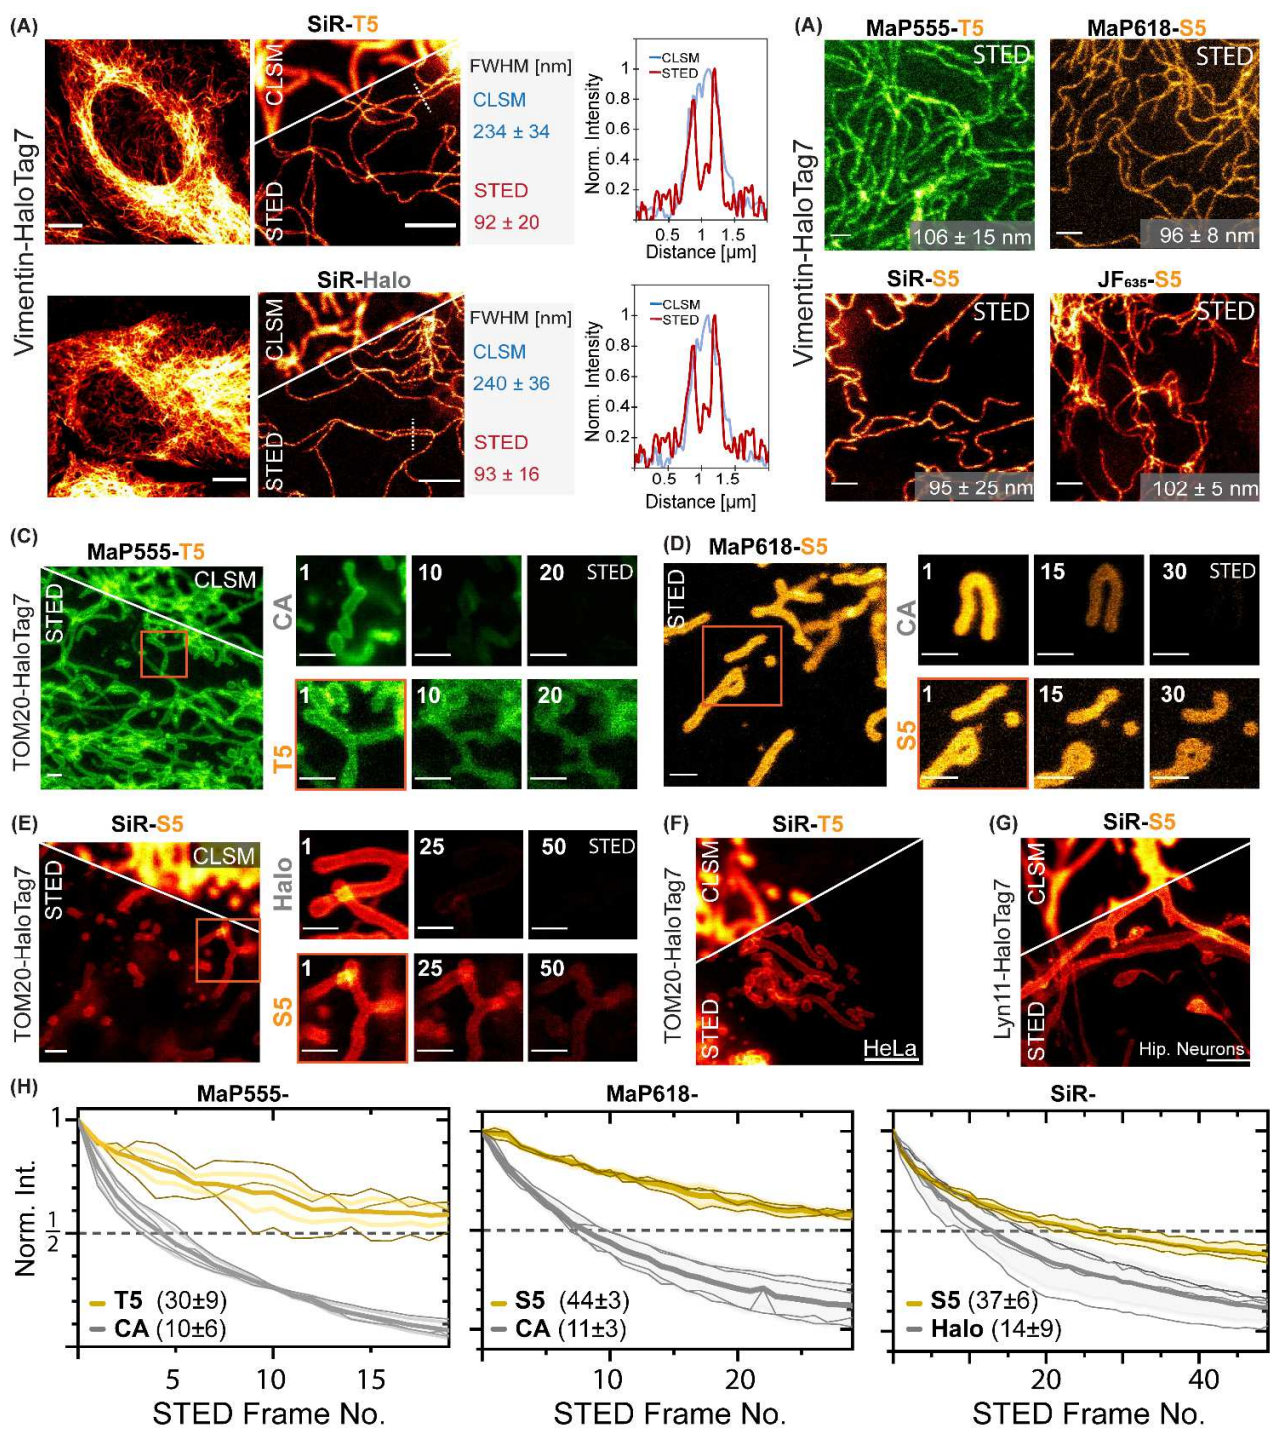 (A)
SiR-T5
Vimentin-HaloTag7
CLSM
STED
FWHM [nm]
CLSM
234 ± 34
STED
92 ± 20
CLSM
STED
Norm. Intensity
1
0.8
0.6
0.4
0.2
0.5 1 1.5
Distance [µm]
SiR-Halo
CLSM
STED
FWHM [nm]
CLSM
240 ± 36
STED
93 ± 16
CLSM
STED
Norm. Intensity
1
0.8
0.6
0.4
0.2
0.5 1 1.5
Distance [µm]
(A)
Vimentin-HaloTag7
MaP555-T5
STED
106 ± 15 nm
MaP618-S5
STED
96 ± 8 nm
SiR-S5
STED
95 ± 25 nm
JF635-S5
STED
102 ± 5 nm
(C)
MaP555-T5
TOM20-HaloTag7
STED
CLSM
CA
1
10
20 STED
T5
1
10
20
(D)
MaP618-S5
STED
CA
1
15
30 STED
S5
1
15
30
(E)
SiR-S5
TOM20-HaloTag7
STED
CLSM
Halo
1
25
50 STED
S5
1
25
50
(F)
SiR-T5
TOM20-HaloTag7
CLSM
STED
HeLa
(G)
SiR-S5
Lyn11-HaloTag7
CLSM
STED
Hip. Neurons
(H)
MaP555-
Norm. Int.
1
1
2
T5 (30±9)
CA (10±6)
5 10 15
STED Frame No.
MaP618-
S5 (44±3)
CA (11±3)
10 20
STED Frame No.
SiR-
S5 (37±6)
Halo (14±9)
20 40
STED Frame No.